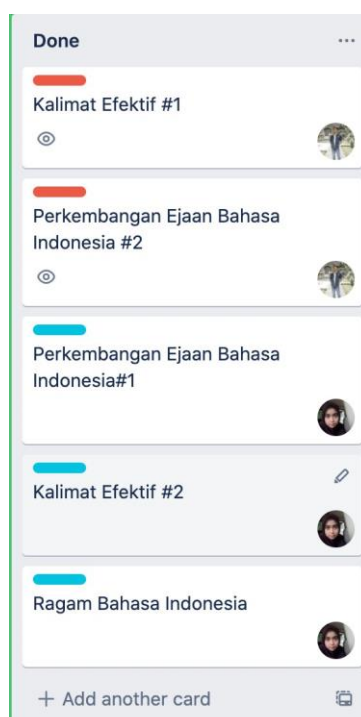 Done
Kalimat Efektif #1
Perkembangan Ejaan Bahasa
Indonesia #2
Perkembangan Ejaan Bahasa
Indonesia#1
Kalimat Efektif #2
Ragam Bahasa Indonesia
+ Add another card